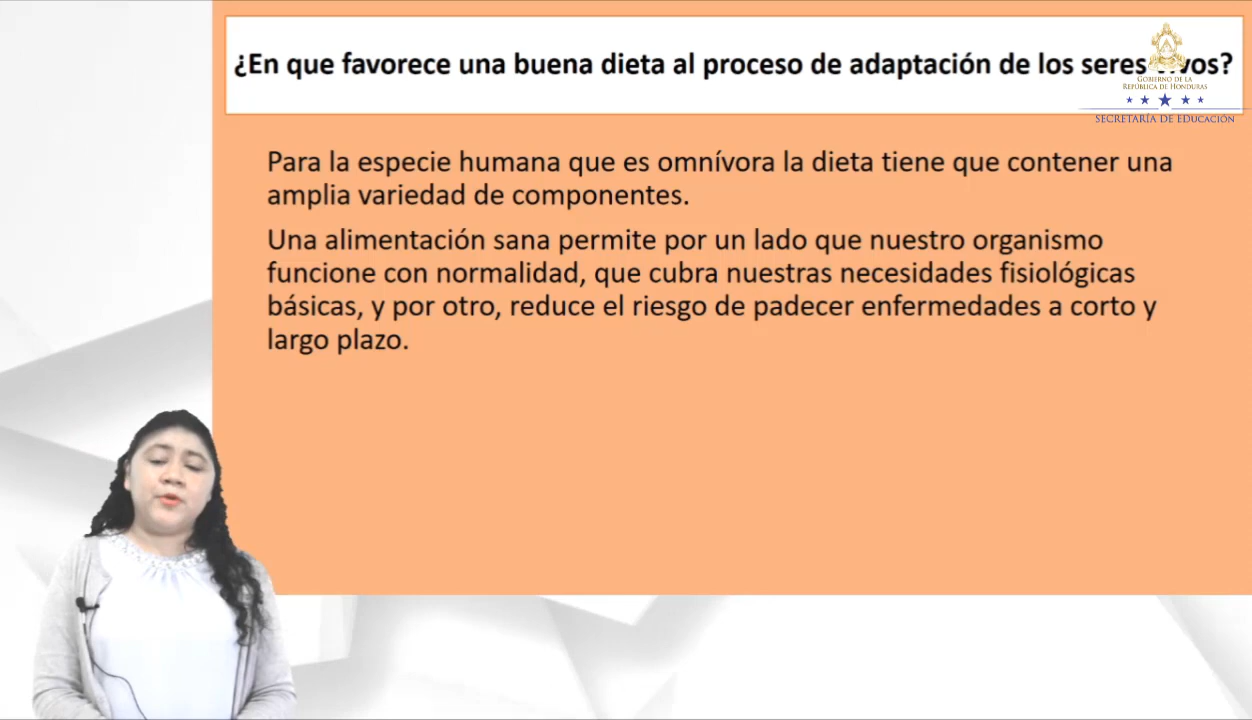 ¿En que favorece una buena dieta al proceso de adaptación de los seres vos?
GOBIERNO DE LA
REPÚBLICA DE HONDURAS
SECRETARÍA DE EDUCACIÓN
Para la especie humana que es omnívora la dieta tiene que contener una
amplia variedad de componentes.
Una alimentación sana permite por un lado que nuestro organismo
funcione con normalidad, que cubra nuestras necesidades fisiológicas
básicas, y por otro, reduce el riesgo de padecer enfermedades a corto y
largo plazo.